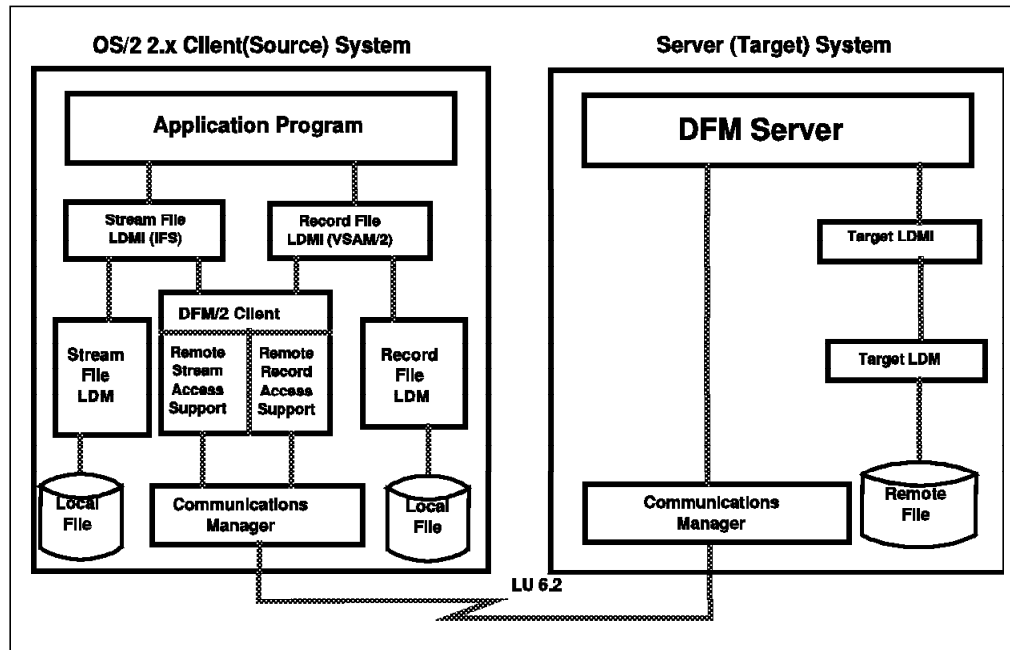 OS/2 2.x Client(Source) System
Server (Target) System
Application Program
Stream File
LDMI (IFS)
Record File
LDMI (VSAM/2)
DFM/2 Client
Stream
File
LDM
Remote
Stream
Access
Support
Remote
Record
Access
Support
Record
File
LDM
Local
File
Communications
Manager
Local
File
DFM Server
Target LDMI
Target LDM
Communications
Manager
Remote
File
LU 6.2